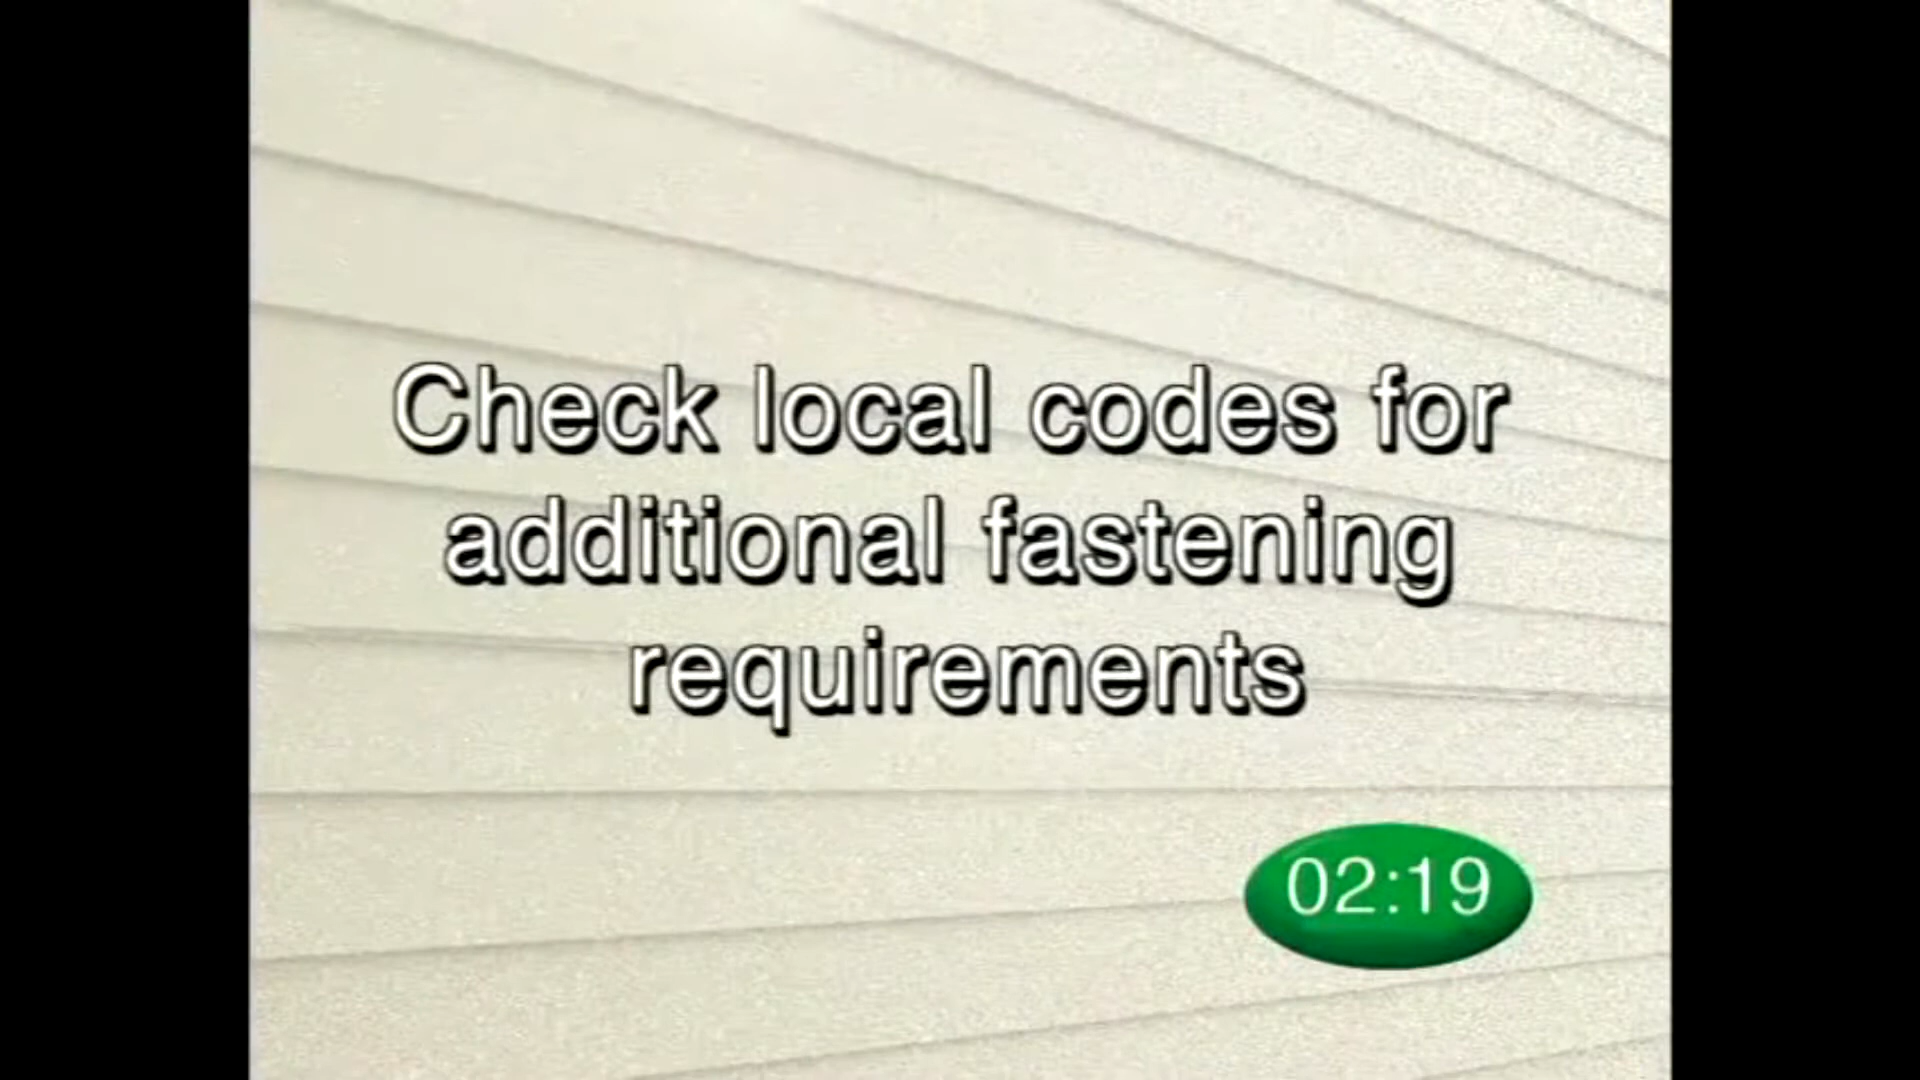 Check local codes for
additional fastening
requirements
02:19